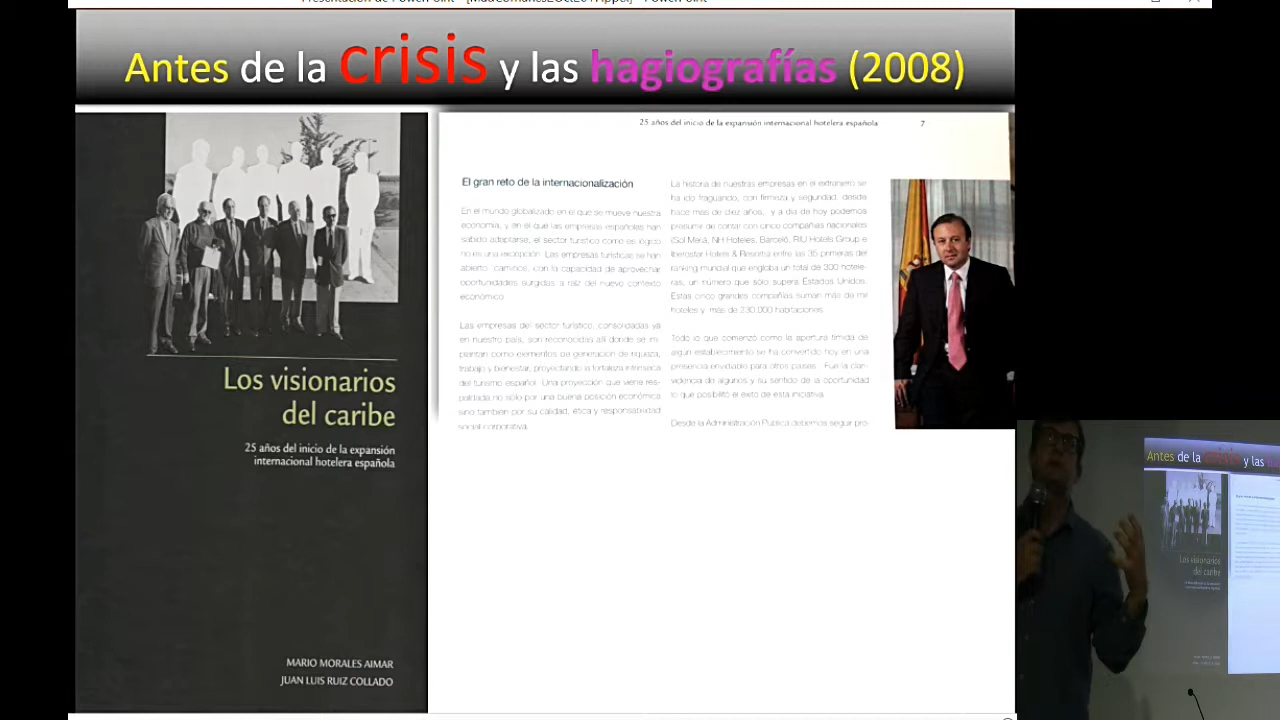 Presentación de PowerPoint
PowerPoint
Antes de la crisis y las hagiografías (2008)
Los visionarios
del caribe
25 años del inicio de la expansión
internacional hotelera española
MARIO MORALES AIMAR
JUAN LUIS RUIZ COLLADO
25 años del inicio de la expansión internacional hotelera española 7
El gran reto de la internacionalización
En el mundo globalizado en el que se mueve nuestra
economía, y en el que las empresas españolas han
sabido adaptarse, el sector turístico como es lógico
no es una excepción. Las empresas turísticas se han
abierto caminos, con la capacidad de aprovechar
oportunidades surgidas a raíz del nuevo contexto
económico.
Las empresas del sector turístico, consolidadas ya
en nuestro país, son reconocidas allí donde se im-
plantan como elementos de generación de riqueza,
trabajo y bienestar, proyectando la fortaleza intrínseca
del turismo español. Una proyección que viene res-
paldada no sólo por una buena posición económica
sino también por su calidad, ética y responsabilidad
social corporativa.
La historia de nuestras empresas en el extranjero se
ha ido fraguando, con firmeza y seguridad, desde
hace más de diez años, y a día de hoy podemos
presumir de contar con cinco compañías nacionales
(Sol Meliá, NH Hoteles, Barceló, RIU Hotels Group e
Iberostar Hotels & Resorts) entre las 35 primeras del
ranking mundial que engloba un total de 300 hotele-
ras, un número que sólo supera Estados Unidos.
Estas cinco grandes compañías suman más de mil
hoteles y más de 230.000 habitaciones.
Todo lo que comenzó como la apertura tímida de
algún establecimiento se ha convertido hoy en una
presencia envidiable para otros países. Fue la clari-
videncia de algunos y su sentido de la oportunidad
lo que posibilitó el éxito de esta iniciativa.
Desde la Administración Pública debemos seguir pro-
Antes de la crisis y las
Los visionarios
del caribe